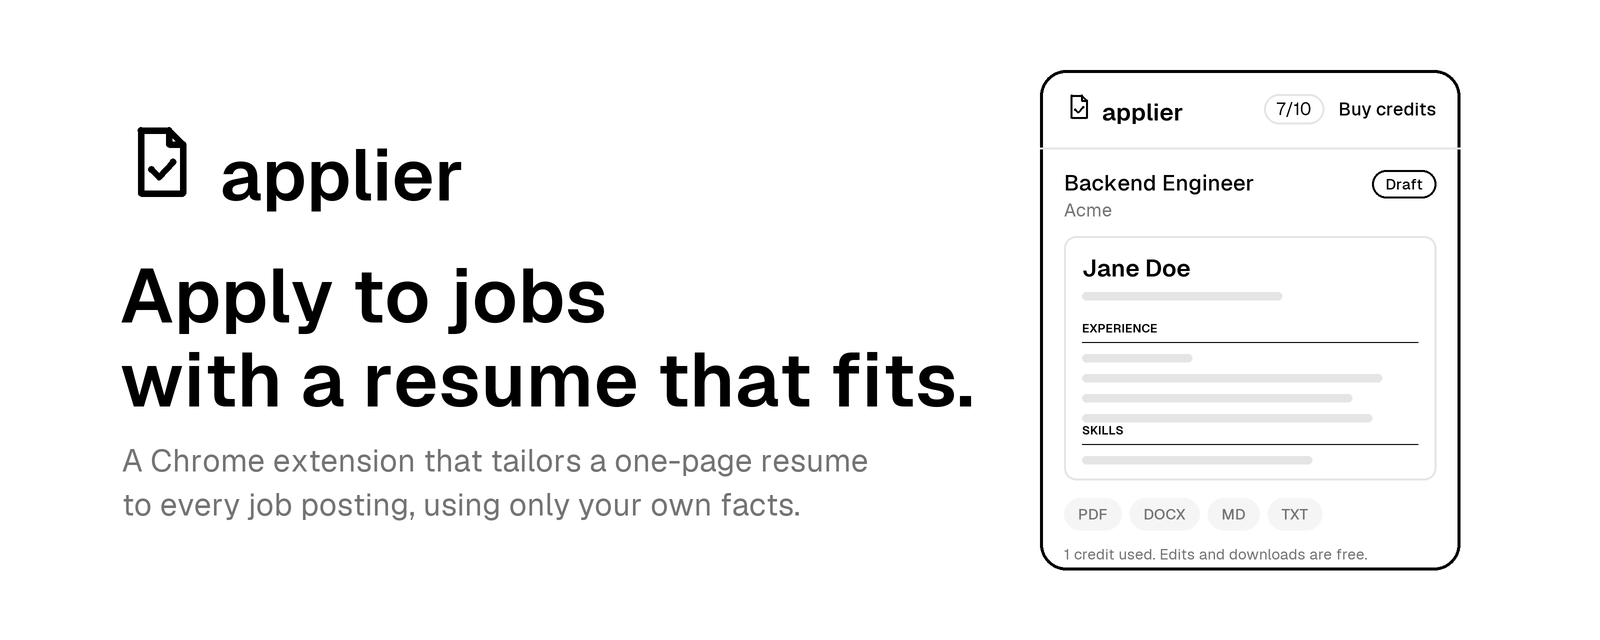 applier
Apply to jobs
with a resume that fits.
A Chrome extension that tailors a one-page resume
to every job posting, using only your own facts.
applier
7/10
Buy credits
Backend Engineer
Draft
Acme
Jane Doe
EXPERIENCE
SKILLS
PDF
DOCX
MD
TXT
1 credit used. Edits and downloads are free.